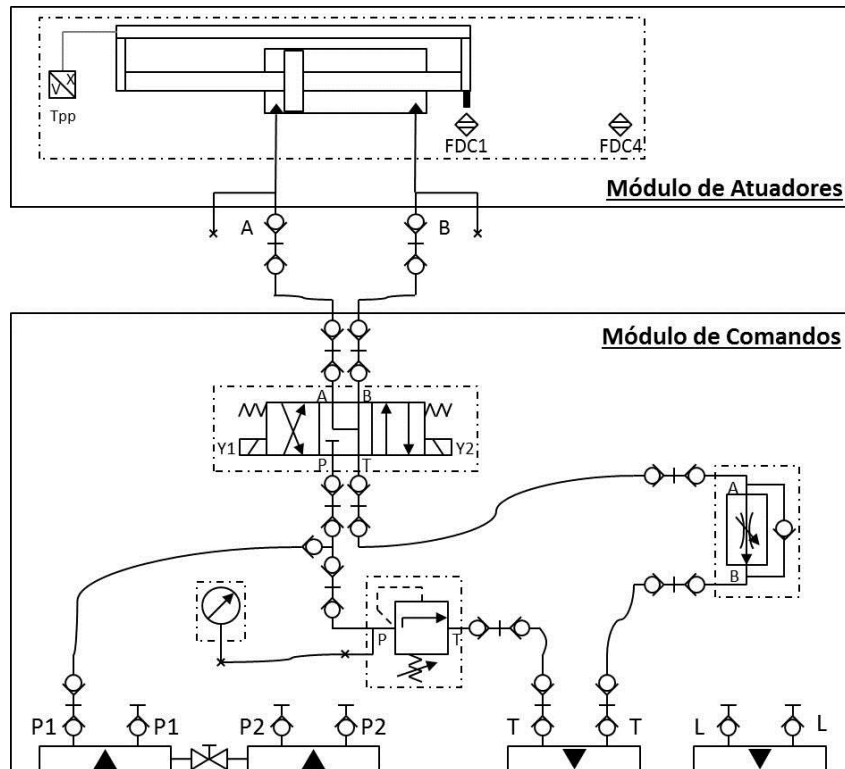 V X
Tpp
FDC1 FDC4
Módulo de Atuadores
A B
Módulo de Comandos
A B
Y1 Y2
P T
A
B
P T
P1 P1 P2 P2 T T L L